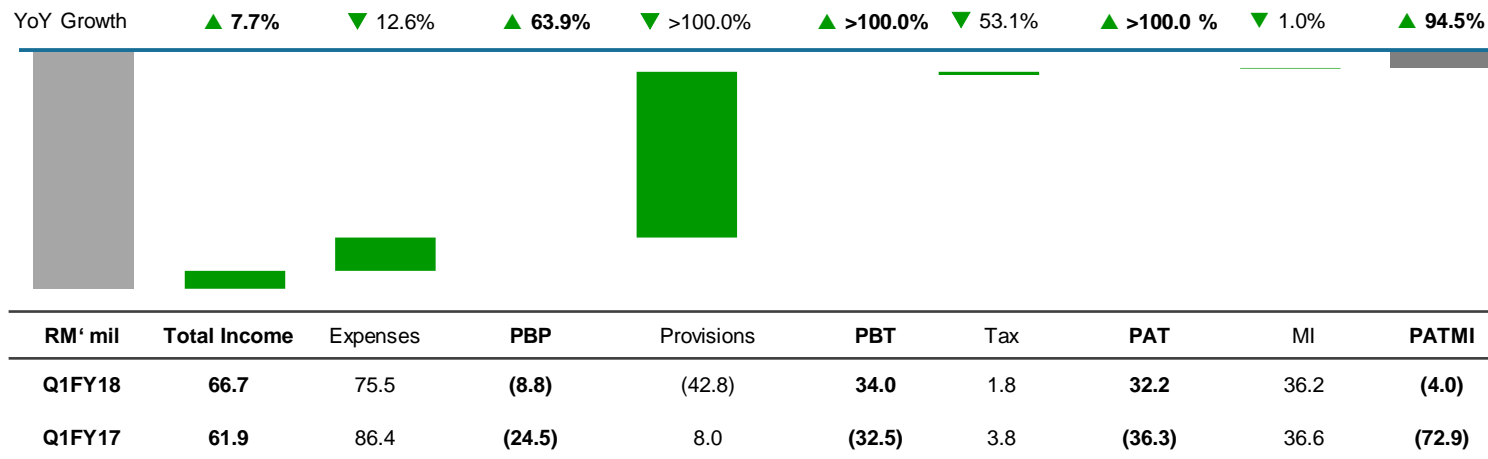 YoY Growth ▲ 7.7% ▼ 12.6% ▲ 63.9% ▼ >100.0% ▲ >100.0% ▼ 53.1% ▲ >100.0 % ▼ 1.0% ▲ 94.5%
RM‘ mil Total Income Expenses PBP Provisions PBT Tax PAT MI PATMI
Q1FY18 66.7 75.5 (8.8) (42.8) 34.0 1.8 32.2 36.2 (4.0)
Q1FY17 61.9 86.4 (24.5) 8.0 (32.5) 3.8 (36.3) 36.6 (72.9)